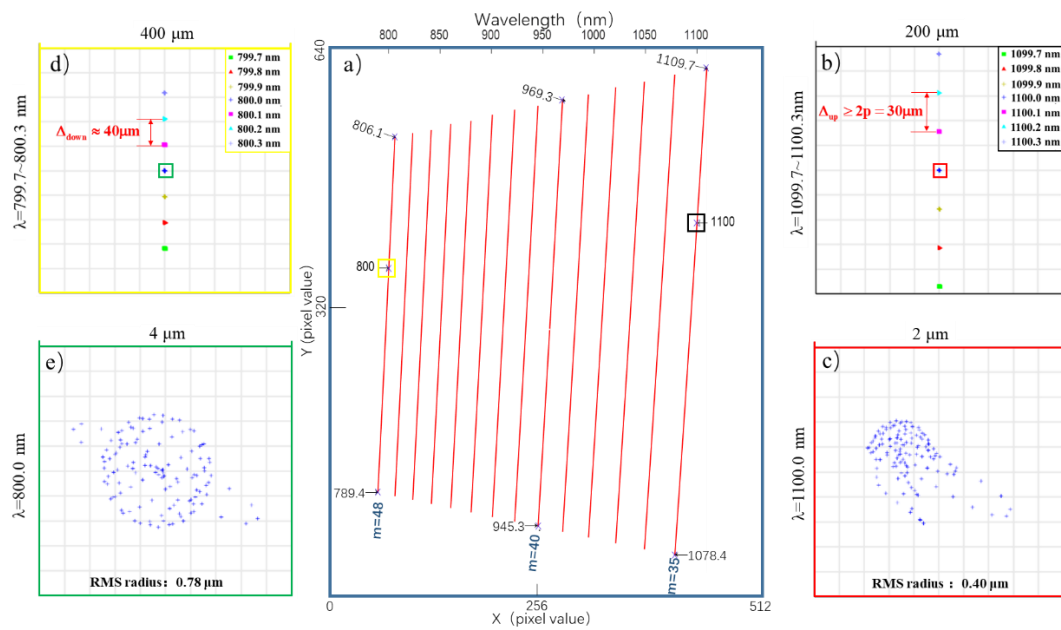 400 μm
d)
799.7 nm
799.8 nm
799.9 nm
800.0 nm
800.1 nm
800.2 nm
800.3 nm
Δdown ≈ 40μm
λ=799.7~800.3 nm
4 μm
e)
λ=800.0 nm
RMS radius： 0.78 μm
Wavelength （nm）
800 850 900 950 1000 1050 1100
a)
640
320
Y (pixel value)
806.1
969.3
1109.7
800
1100
789.4
945.3
1078.4
m=48
m=40
m=35
0 256 512
X （pixel value）
200 μm
b)
1099.7 nm
1099.8 nm
1099.9 nm
1100.0 nm
1100.1 nm
1100.2 nm
1100.3 nm
Δup ≥ 2p = 30μm
λ=1099.7~1100.3nm
2 μm
c)
λ=1100.0 nm
RMS radius： 0.40 μm